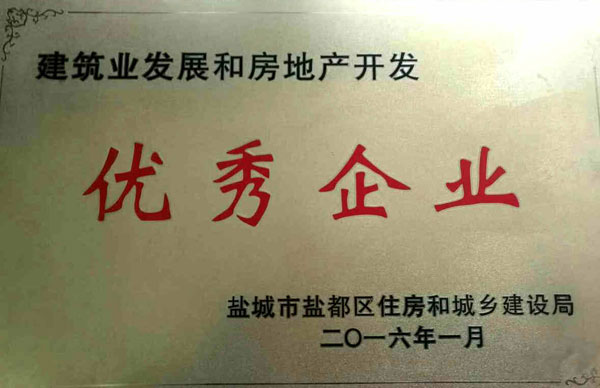 建筑业发展和房地产开发
优秀企业
盐城市盐都区住房和城乡建设局
二〇一六年一月